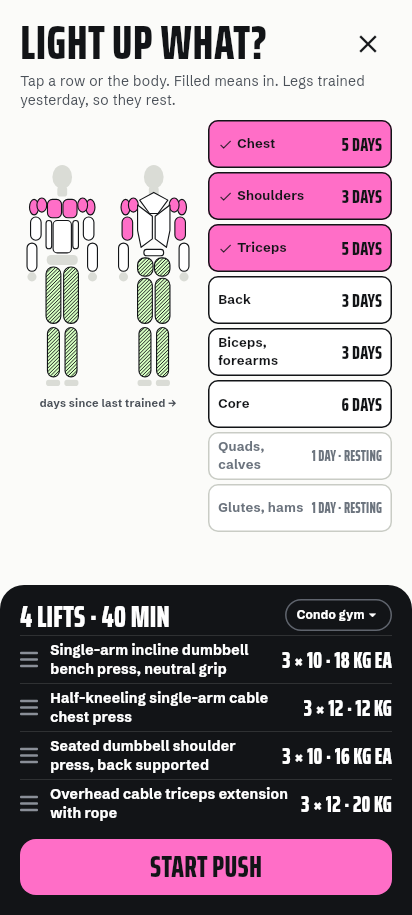 LIGHT UP WHAT?
Tap a row or the body. Filled means in. Legs trained
yesterday, so they rest.
Chest 5 DAYS
Shoulders 3 DAYS
Triceps 5 DAYS
Back 3 DAYS
Biceps,
forearms 3 DAYS
Core 6 DAYS
Quads,
calves 1 DAY · RESTING
Glutes, hams 1 DAY · RESTING
days since last trained →
4 LIFTS · 40 MIN
Condo gym
Single-arm incline dumbbell
bench press, neutral grip
3 × 10 · 18 KG EA
Half-kneeling single-arm cable
chest press
3 × 12 · 12 KG
Seated dumbbell shoulder
press, back supported
3 × 10 · 16 KG EA
Overhead cable triceps extension
with rope
3 × 12 · 20 KG
START PUSH